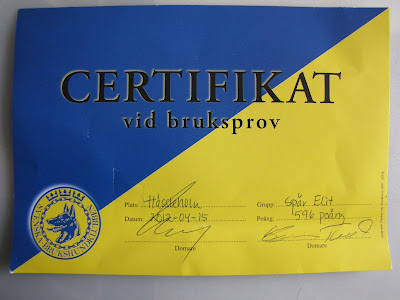 CERTIFIKAT
vid bruksprov
Plats: Hässleholm Grupp: Spår Elit
Datum: 2012-04-15 Poäng: 596 poäng
Domare Domare
SVENSKA BRUKSHUNDKLUBBEN